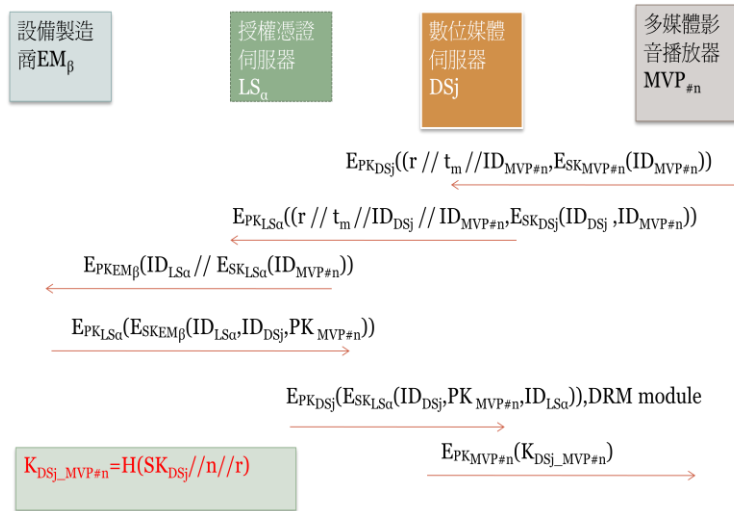 設備製造
商EMβ
授權憑證
伺服器
LSα
數位媒體
伺服器
DSj
多媒體影
音播放器
MVP#n
EPKDSj((r // tm //IDMVP#n,ESKMVP#n(IDMVP#n))
EPKLSα((r // tm//IDDSj // IDMVP#n,ESKDSj(IDDSj ,IDMVP#n))
EPKEMβ(IDLSα // ESKLSα(IDMVP#n))
EPKLSα(ESKEMβ(IDLSα,IDDSj,PK MVP#n))
EPKDSj(ESKLSα(IDDSj,PK MVP#n,IDLSα)),DRM module
KDSj_MVP#n=H(SKDSj//n//r)
EPKMVP#n(KDSj_MVP#n)